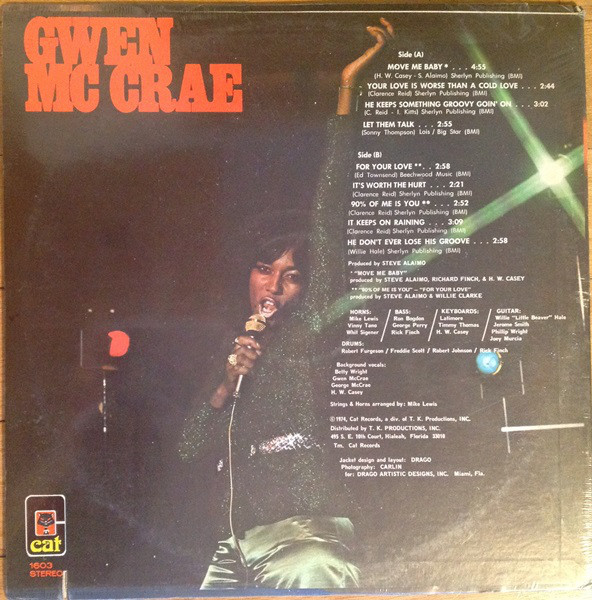 GWEN
MC CRAE
Side (A)
MOVE ME BABY * . . . 4:55
(H. W. Casey - S. Alaimo) Sherlyn Publishing (BMI)
YOUR LOVE IS WORSE THAN A COLD LOVE . . . 2:44
(Clarence Reid) Sherlyn Publishing (BMI)
HE KEEPS SOMETHING GROOVY GOIN' ON . . . 3:02
(C. Reid - I. Kitts) Sherlyn Publishing (BMI)
LET THEM TALK . . . 2:55
(Sonny Thompson) Lois / Big Star (BMI)
Side (B)
FOR YOUR LOVE ** . . 2:58
(Ed Townsend) Beechwood Music (BMI)
IT'S WORTH THE HURT . . . 2:21
(Clarence Reid) Sherlyn Publishing (BMI)
90% OF ME IS YOU ** . . . 2:52
(Clarence Reid) Sherlyn Publishing (BMI)
IT KEEPS ON RAINING . . . 3:09
(Clarence Reid) Sherlyn Publishing (BMI)
HE DON'T EVER LOSE HIS GROOVE . . . 2:58
(Willie Hale) Sherlyn Publishing (BMI)
Produced by STEVE ALAIMO
* "MOVE ME BABY"
produced by STEVE ALAIMO, RICHARD FINCH, & H. W. CASEY
** "90% OF ME IS YOU" - "FOR YOUR LOVE"
produced by STEVE ALAIMO & WILLIE CLARKE
HORNS: BASS: KEYBOARDS: GUITAR:
Mike Lewis Ron Bogdon Latimore Willie "Little Beaver" Hale
Vinny Tano George Perry Timmy Thomas Jerome Smith
Whit Sigener Rick Finch H. W. Casey Phillip Wright
Joey Murcia
DRUMS:
Robert Furgeson / Freddie Scott / Robert Johnson / Rick Finch
Background vocals:
Betty Wright
Gwen McCrae
George McCrae
H. W. Casey
Strings & Horns arranged by: Mike Lewis
Ⓟ1974, Cat Records, a div. of T. K. Productions, INC.
Distributed by T. K. PRODUCTIONS, INC.
495 S. E. 10th Court, Hialeah, Florida 33010
Tm. Cat Records
Jacket design and layout: DRAGO
Photography: CARLIN
for: DRAGO ARTISTIC DESIGNS, INC. Miami, Fla.
cat
1603
STEREO